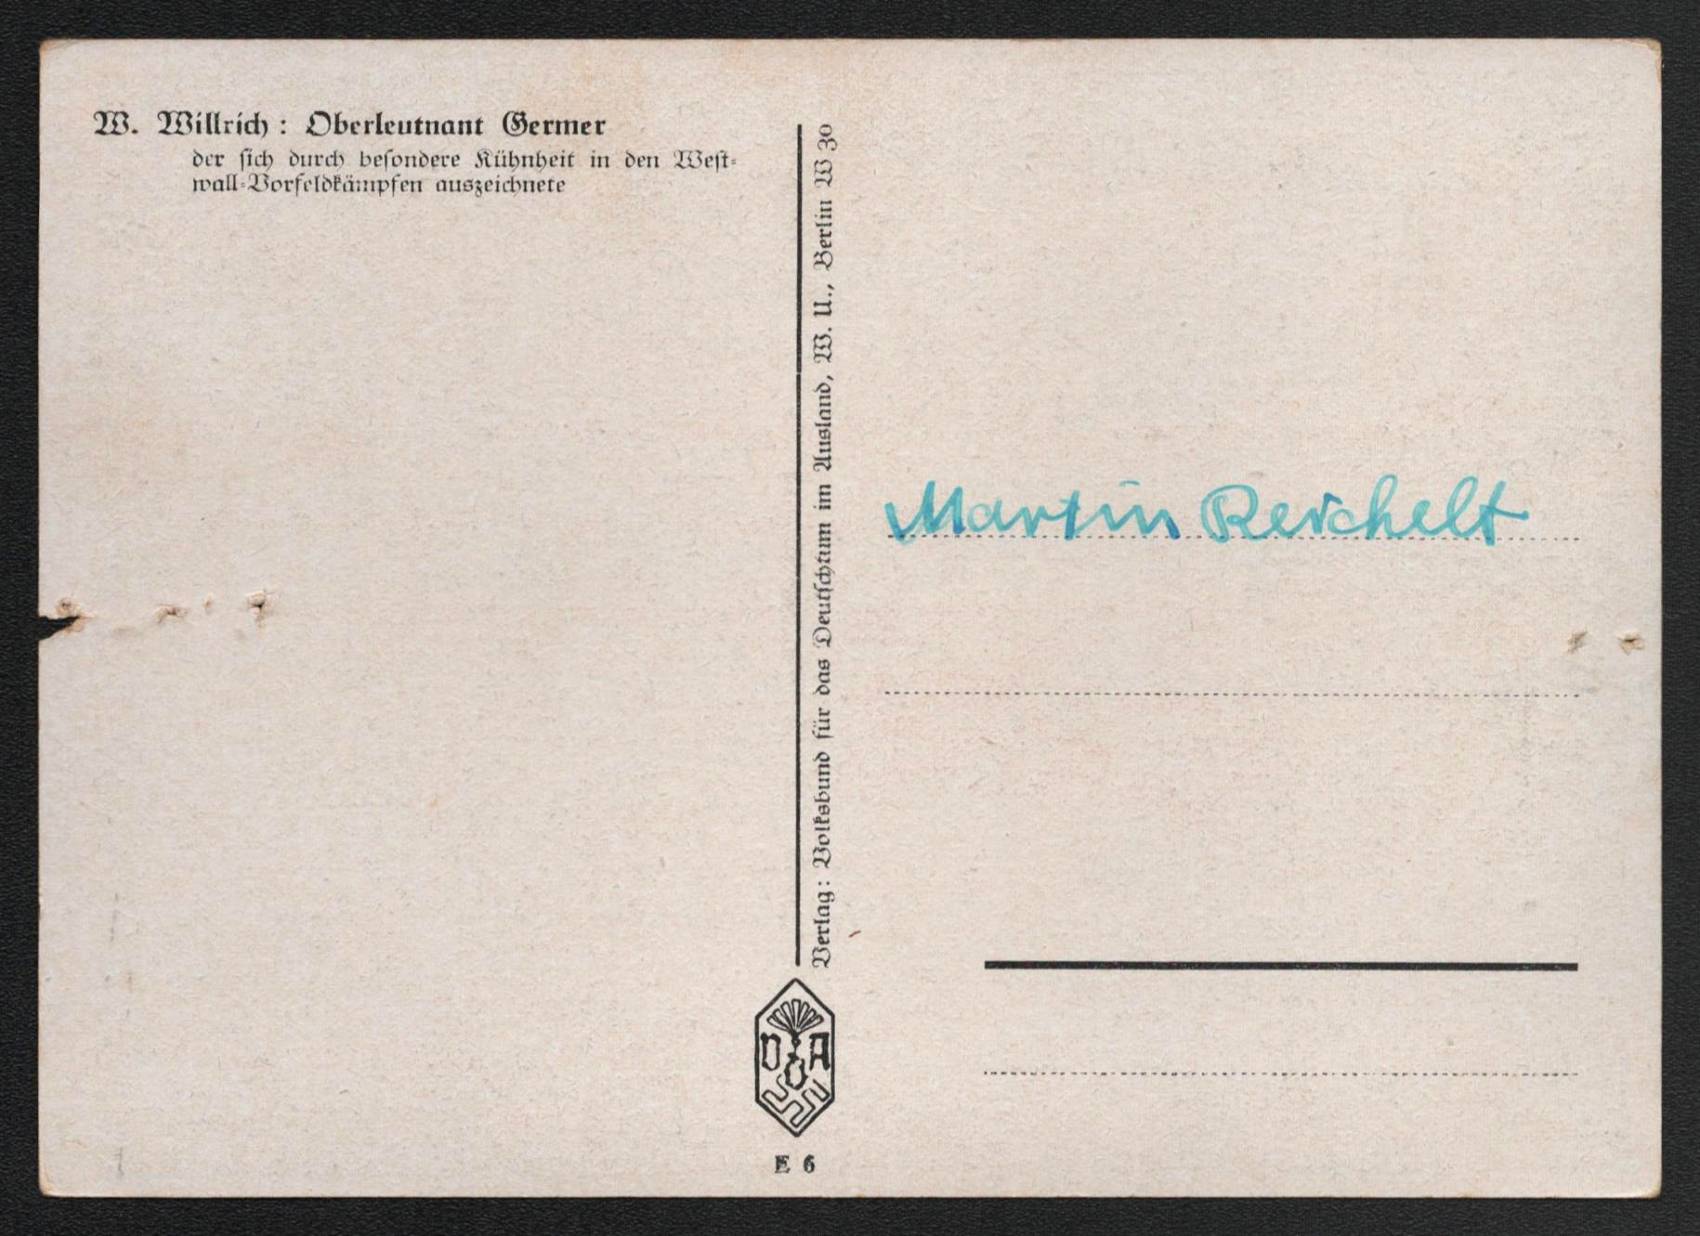 W. Willrich: Oberleutnant Germer
der sich durch besondere Kühnheit in den West-
wall-Vorfeldkämpfen auszeichnete
Verlag: Volksbund für das Deutschtum im Ausland, W. U., Berlin W 30
Martin Reichelt
V D A
E 6